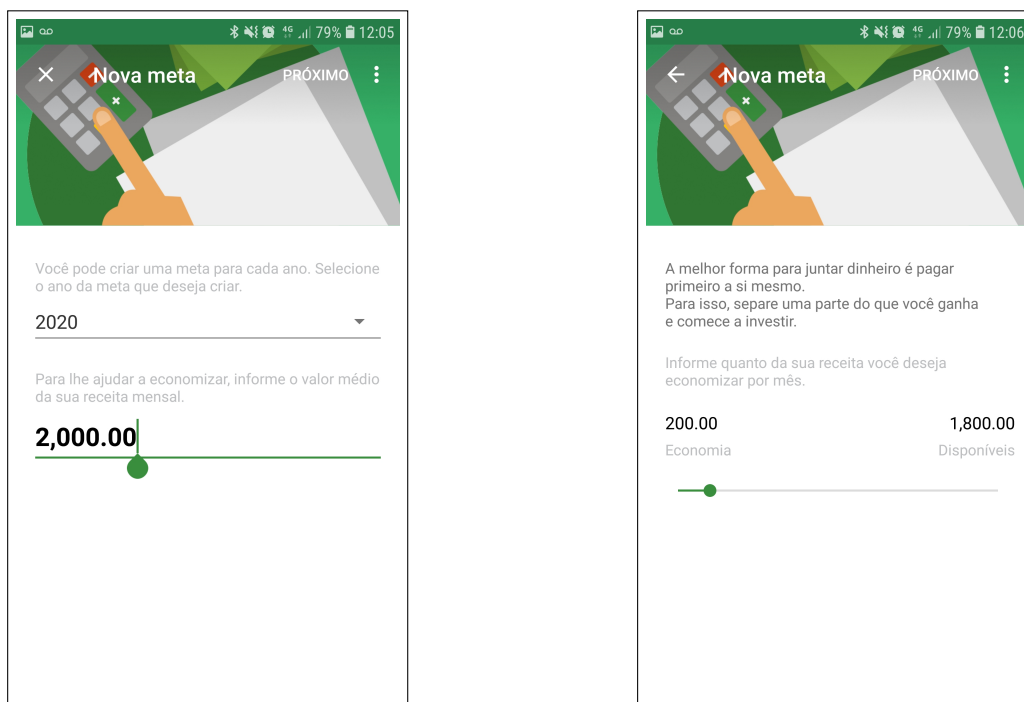 4G 79% 12:05
Nova meta PRÓXIMO
Você pode criar uma meta para cada ano. Selecione
o ano da meta que deseja criar.
2020
Para lhe ajudar a economizar, informe o valor médio
da sua receita mensal.
2,000.00
4G 79% 12:06
Nova meta PRÓXIMO
A melhor forma para juntar dinheiro é pagar
primeiro a si mesmo.
Para isso, separe uma parte do que você ganha
e comece a investir.
Informe quanto da sua receita você deseja
economizar por mês.
200.00 1,800.00
Economia Disponíveis